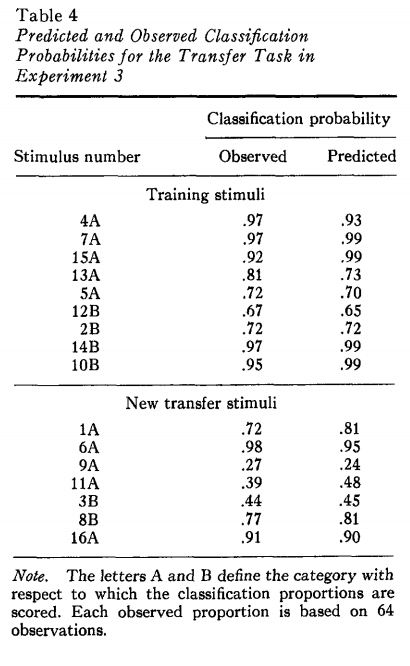 Table 4
Predicted and Observed Classification
Probabilities for the Transfer Task in
Experiment 3
Classification probability
Stimulus number Observed Predicted
Training stimuli
4A .97 .93
7A .97 .99
15A .92 .99
13A .81 .73
5A .72 .70
12B .67 .65
2B .72 .72
14B .97 .99
10B .95 .99
New transfer stimuli
1A .72 .81
6A .98 .95
9A .27 .24
11A .39 .48
3B .44 .45
8B .77 .81
16A .91 .90
Note. The letters A and B define the category with
respect to which the classification proportions are
scored. Each observed proportion is based on 64
observations.